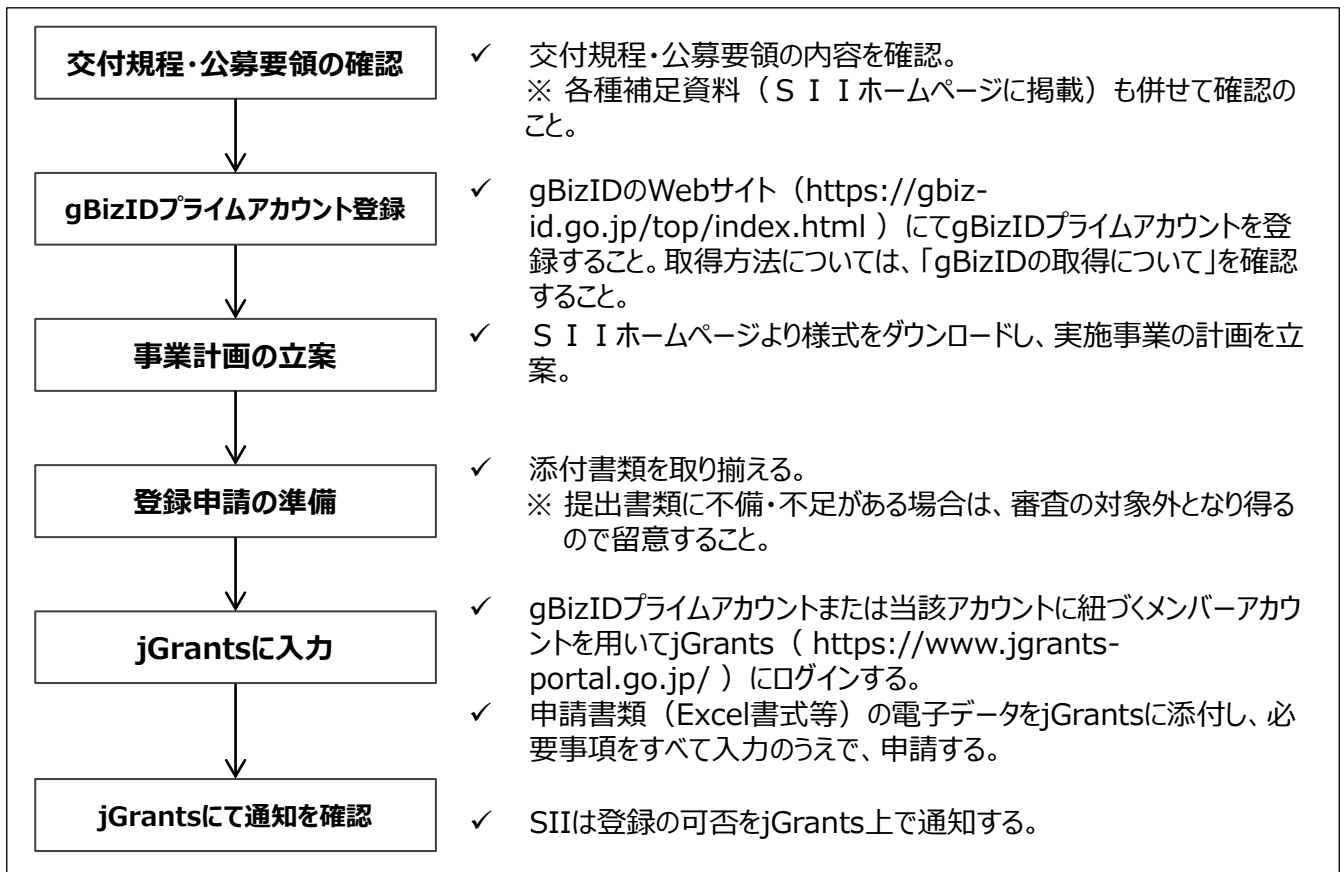 交付規程・公募要領の確認
✓ 交付規程・公募要領の内容を確認。
※ 各種補足資料（ＳＩＩホームページに掲載）も併せて確認の
こと。
gBizIDプライムアカウント登録
✓ gBizIDのWebサイト（https://gbiz-
id.go.jp/top/index.html ）にてgBizIDプライムアカウントを登
録すること。取得方法については、「gBizIDの取得について」を確認
すること。
事業計画の立案
✓ ＳＩＩホームページより様式をダウンロードし、実施事業の計画を立
案。
登録申請の準備
✓ 添付書類を取り揃える。
※ 提出書類に不備・不足がある場合は、審査の対象外となり得る
ので留意すること。
jGrantsに入力
✓ gBizIDプライムアカウントまたは当該アカウントに紐づくメンバーアカウ
ントを用いてjGrants（ https://www.jgrants-
portal.go.jp/ ）にログインする。
✓ 申請書類（Excel書式等）の電子データをjGrantsに添付し、必
要事項をすべて入力のうえで、申請する。
jGrantsにて通知を確認
✓ SIIは登録の可否をjGrants上で通知する。